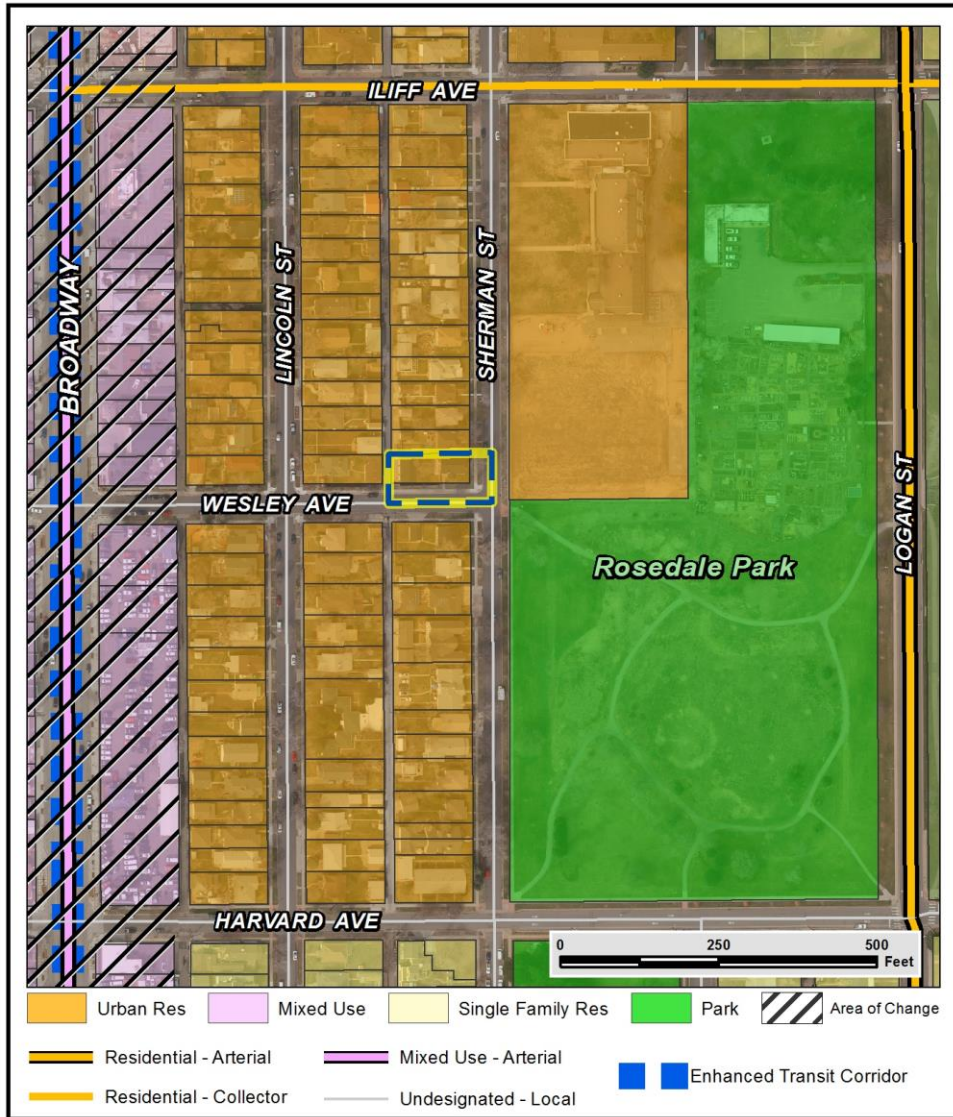 ILIFF AVE
BROADWAY
LINCOLN ST
SHERMAN ST
LOGAN ST
WESLEY AVE
Rosedale Park
HARVARD AVE
0 250 500
Feet
Urban Res Mixed Use Single Family Res Park Area of Change
Residential - Arterial Mixed Use - Arterial Enhanced Transit Corridor
Residential - Collector Undesignated - Local